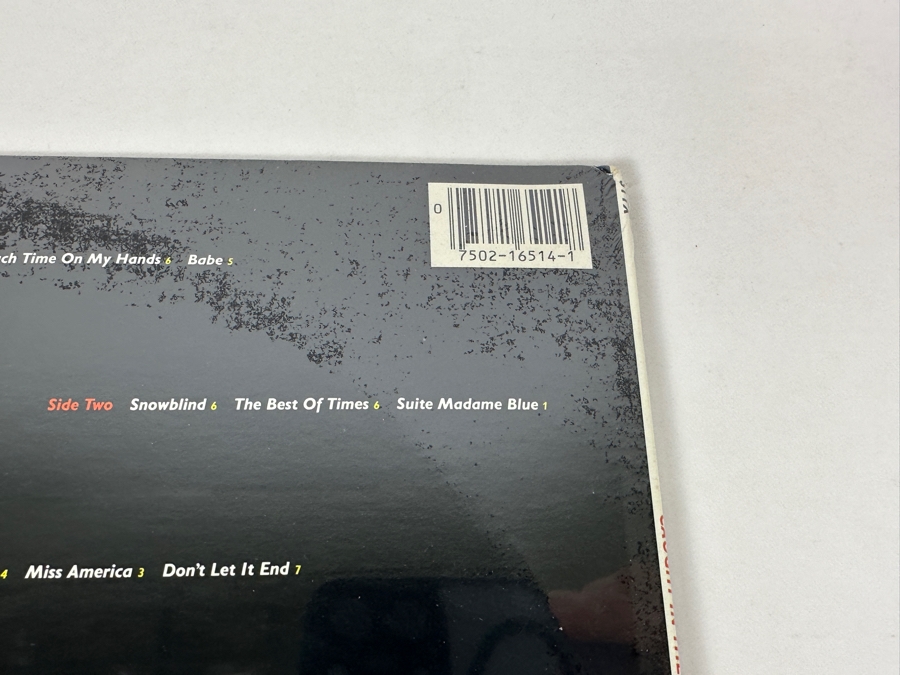 0
7502-16514-1
Time On My Hands 6 Babe 5
Side Two Snowblind 6 The Best Of Times 6 Suite Madame Blue 1
4 Miss America 3 Don't Let It End 7
STYX